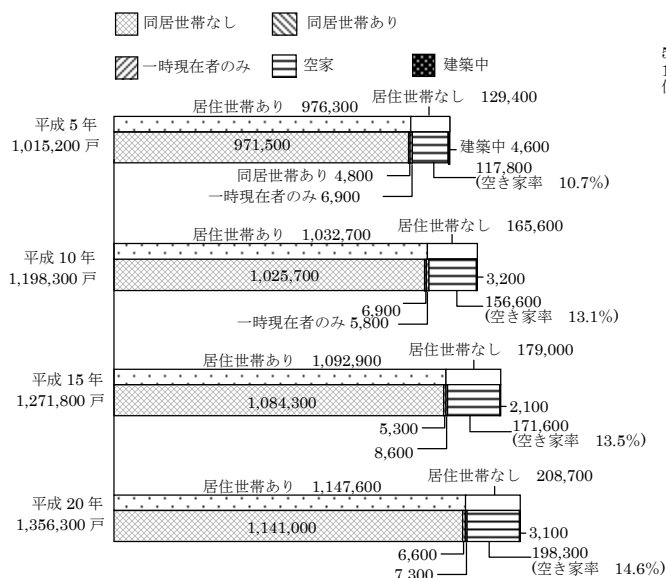 同居世帯なし 同居世帯あり
一時現在者のみ 空家 建築中
居住世帯あり 976,300 居住世帯なし 129,400
平成 5 年
1,015,200 戸
971,500
建築中 4,600
同居世帯あり 4,800
117,800
(空き家率 10.7%)
一時現在者のみ 6,900
居住世帯あり 1,032,700 居住世帯なし 165,600
平成 10 年
1,198,300 戸
1,025,700
3,200
6,900
156,600
(空き家率 13.1%)
一時現在者のみ 5,800
居住世帯あり 1,092,900 居住世帯なし 179,000
平成 15 年
1,271,800 戸
1,084,300
2,100
5,300
171,600
(空き家率 13.5%)
8,600
居住世帯あり 1,147,600 居住世帯なし 208,700
平成 20 年
1,356,300 戸
1,141,000
3,100
6,600
198,300
(空き家率 14.6%)
7,300